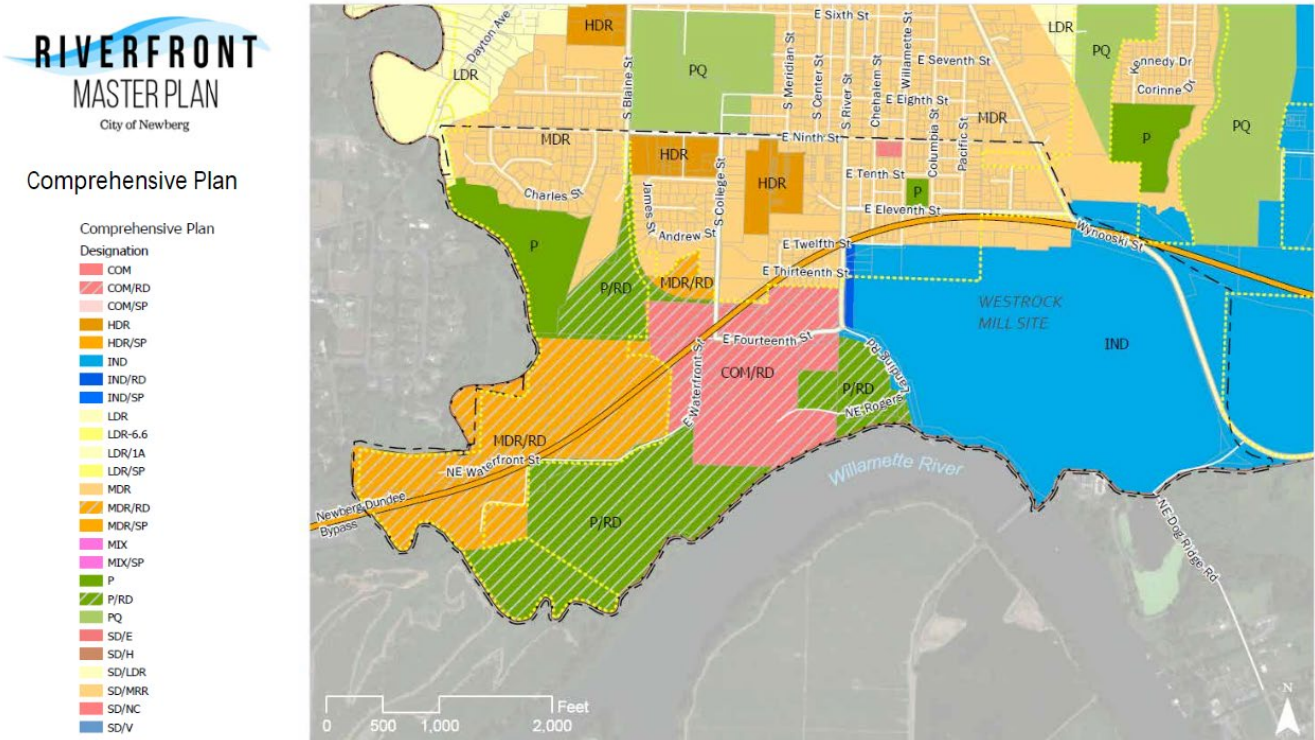 RIVERFRONT
MASTER PLAN
City of Newberg
Comprehensive Plan
Comprehensive Plan
Designation
COM
COM/RD
COM/SP
HDR
HDR/SP
IND
IND/RD
IND/SP
LDR
LDR-6.6
LDR/1A
LDR/SP
MDR
MDR/RD
MDR/SP
MIX
MIX/SP
P
P/RD
PQ
SD/E
SD/H
SD/LDR
SD/MRR
SD/NC
SD/V
Dayton Ave
LDR
HDR
S Blaine St
PQ
E Sixth St
S Meridian St
S Center St
S River St
Chehalem St
Willamette St
E Seventh St
E Eighth St
LDR
PQ
Kennedy Dr
Corinne Dr
P
PQ
MDR
E Ninth St
MDR
Columbia St
Pacific St
HDR
HDR
S College St
E Tenth St
P
E Eleventh St
Charles St
James St
Andrew St
E Twelfth St
E Thirteenth St
Wynooski St
P
P/RD
MDR/RD
WESTROCK
MILL SITE
IND
E Fourteenth St
E Waterfront St
COM/RD
P/RD
Landing Rd
NE Rogers
MDR/RD
NE Waterfront St
Newberg Dundee
Bypass
P/RD
Willamette River
NE Dog Ridge Rd
Feet
0 500 1,000 2,000
N